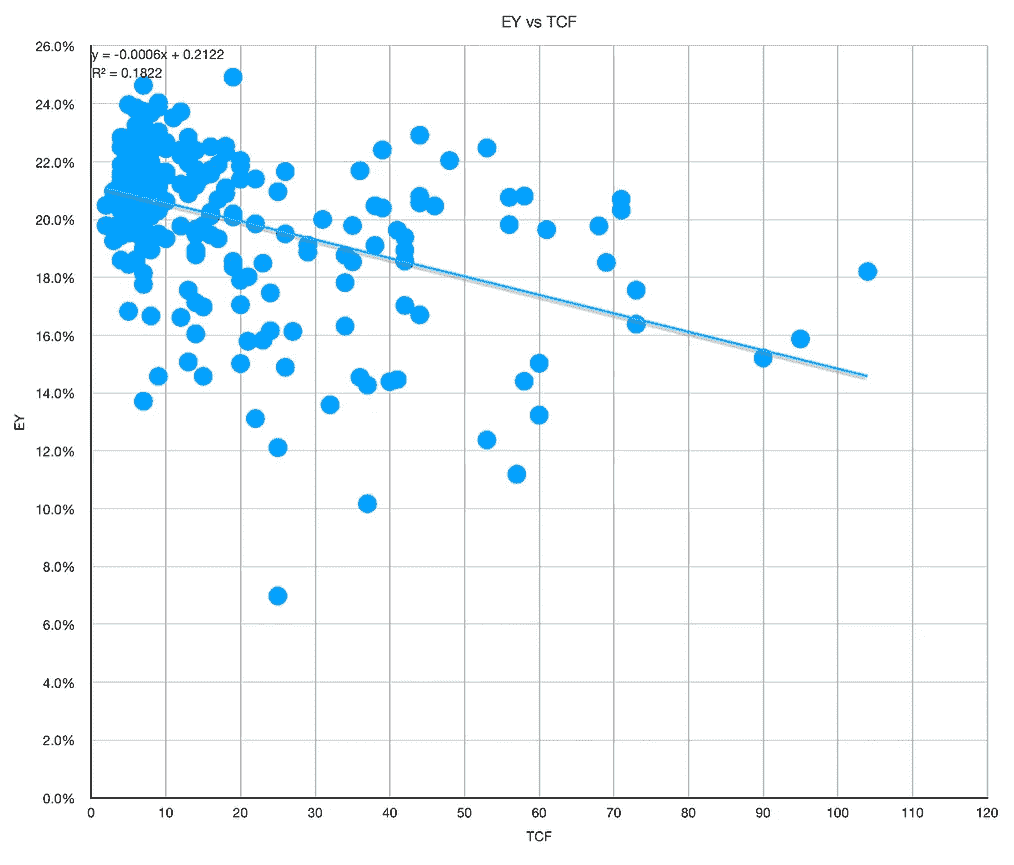 EY vs TCF
y = -0.0006x + 0.2122
R² = 0.1822
26.0%
24.0%
22.0%
20.0%
18.0%
16.0%
14.0%
12.0%
10.0%
8.0%
6.0%
4.0%
2.0%
0.0%
EY
0 10 20 30 40 50 60 70 80 90 100 110 120
TCF